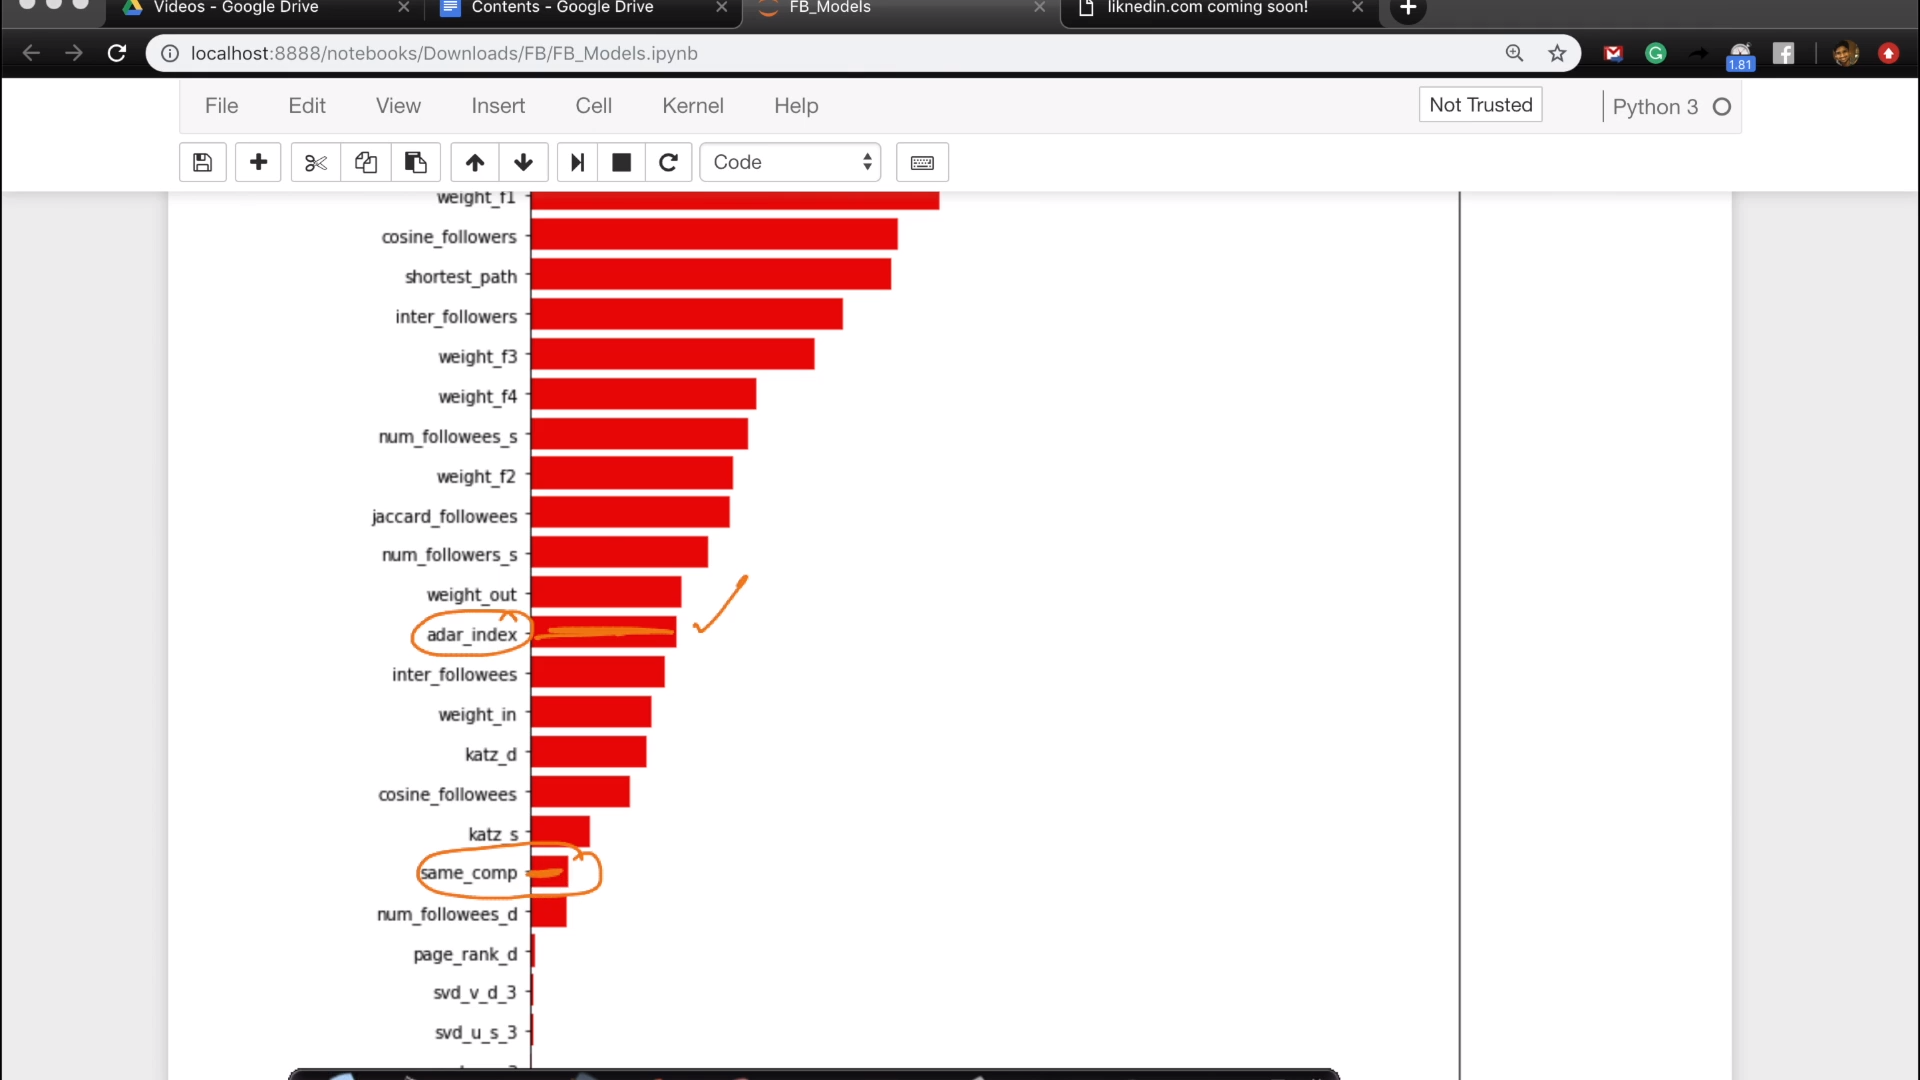 Videos - Google Drive
Contents - Google Drive
FB_Models
liknedin.com coming soon!
localhost:8888/notebooks/Downloads/FB/FB_Models.ipynb
1.81
File Edit View Insert Cell Kernel Help
Not Trusted
Python 3
Code
weight_f1
cosine_followers
shortest_path
inter_followers
weight_f3
weight_f4
num_followees_s
weight_f2
jaccard_followees
num_followers_s
weight_out
adar_index
inter_followees
weight_in
katz_d
cosine_followees
katz_s
same_comp
num_followees_d
page_rank_d
svd_v_d_3
svd_u_s_3